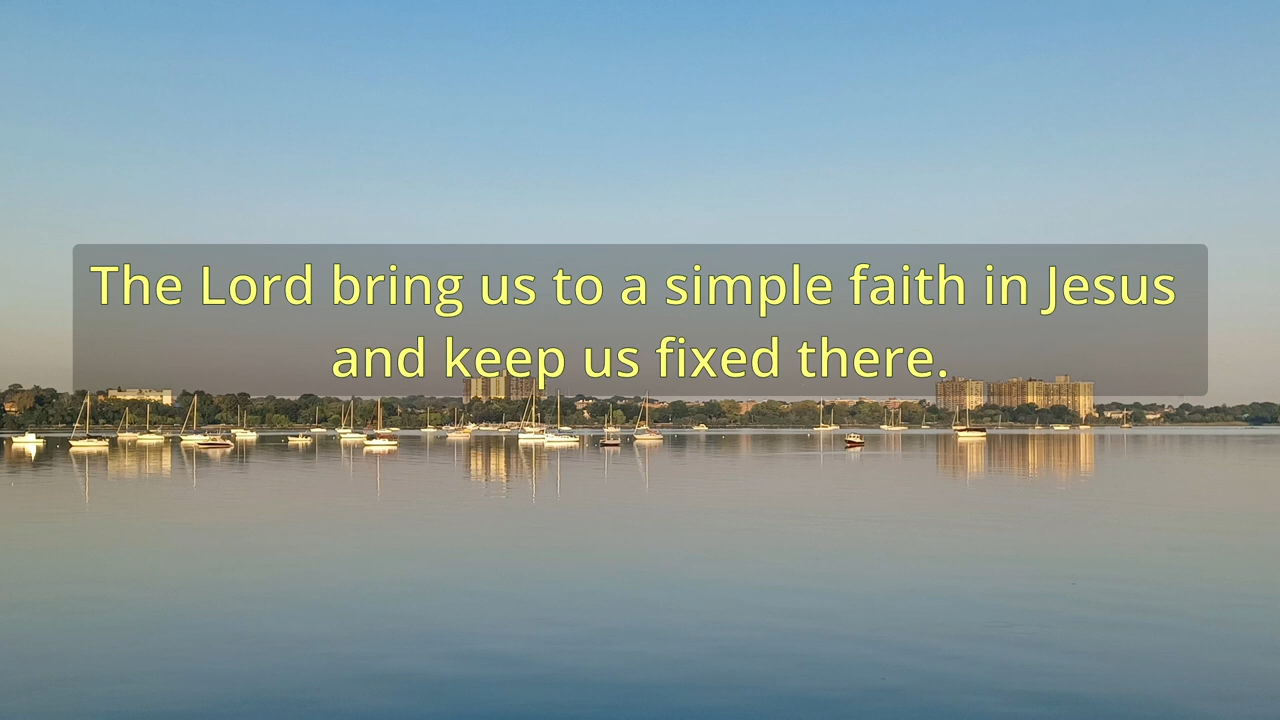 The Lord bring us to a simple faith in Jesus
and keep us fixed there.